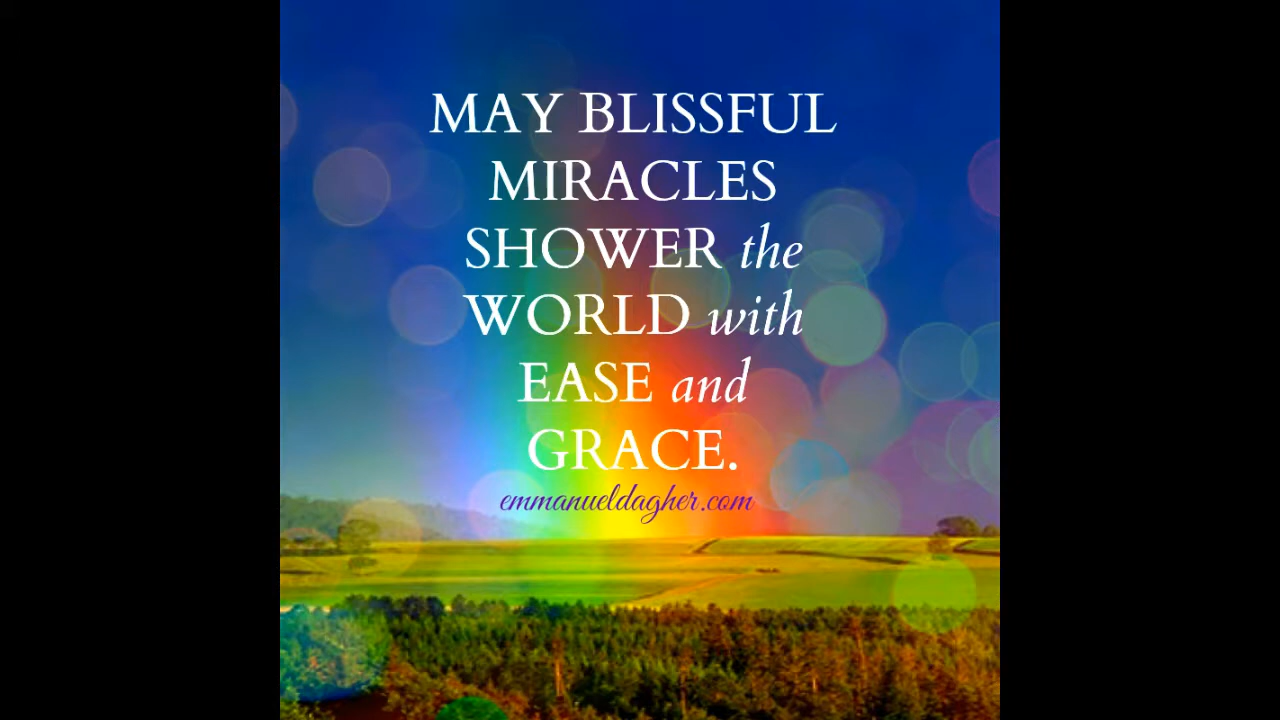 MAY BLISSFUL
MIRACLES
SHOWER the
WORLD with
EASE and
GRACE.
emmanueldagher.com